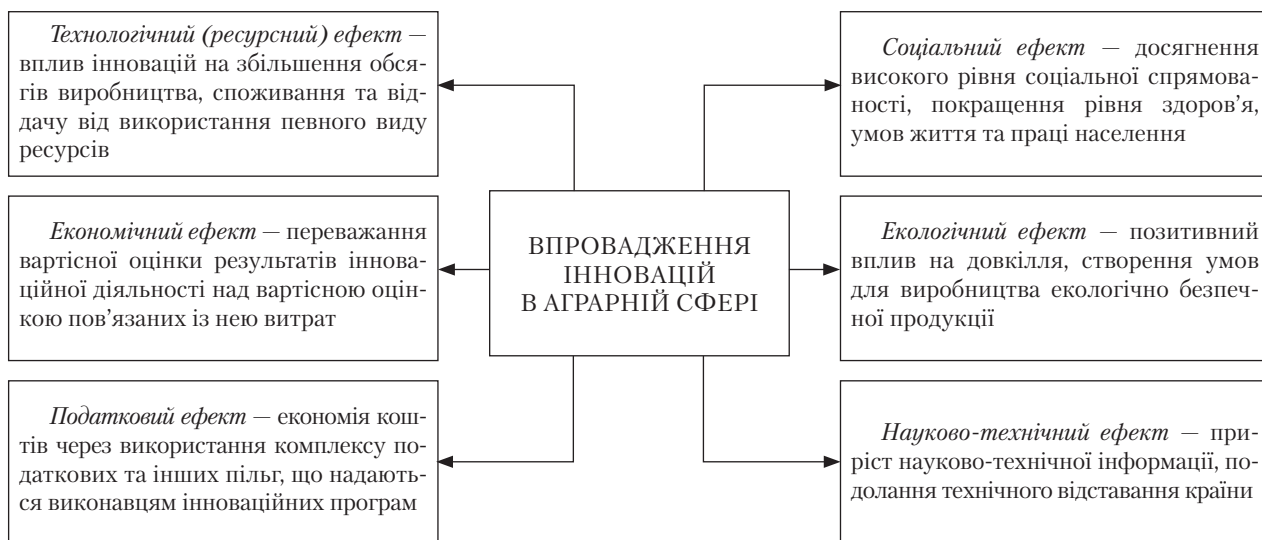 Технологічний (ресурсний) ефект —
вплив інновацій на збільшення обся-
гів виробництва, споживання та від-
дачу від використання певного виду
ресурсів
Економічний ефект — переважання
вартісної оцінки результатів іннова-
ційної діяльності над вартісною оцін-
кою пов’язаних із нею витрат
Податковий ефект — економія кош-
тів через використання комплексу по-
даткових та інших пільг, що надають-
ся виконавцям інноваційних програм
ВПРОВАДЖЕННЯ
ІННОВАЦІЙ
В АГРАРНІЙ СФЕРІ
Соціальний ефект — досягнення
високого рівня соціальної спрямова-
ності, покращення рівня здоров’я,
умов життя та праці населення
Екологічний ефект — позитивний
вплив на довкілля, створення умов
для виробництва екологічно безпеч-
ної продукції
Науково-технічний ефект — при-
ріст науково-технічної інформації, по-
долання технічного відставання країни